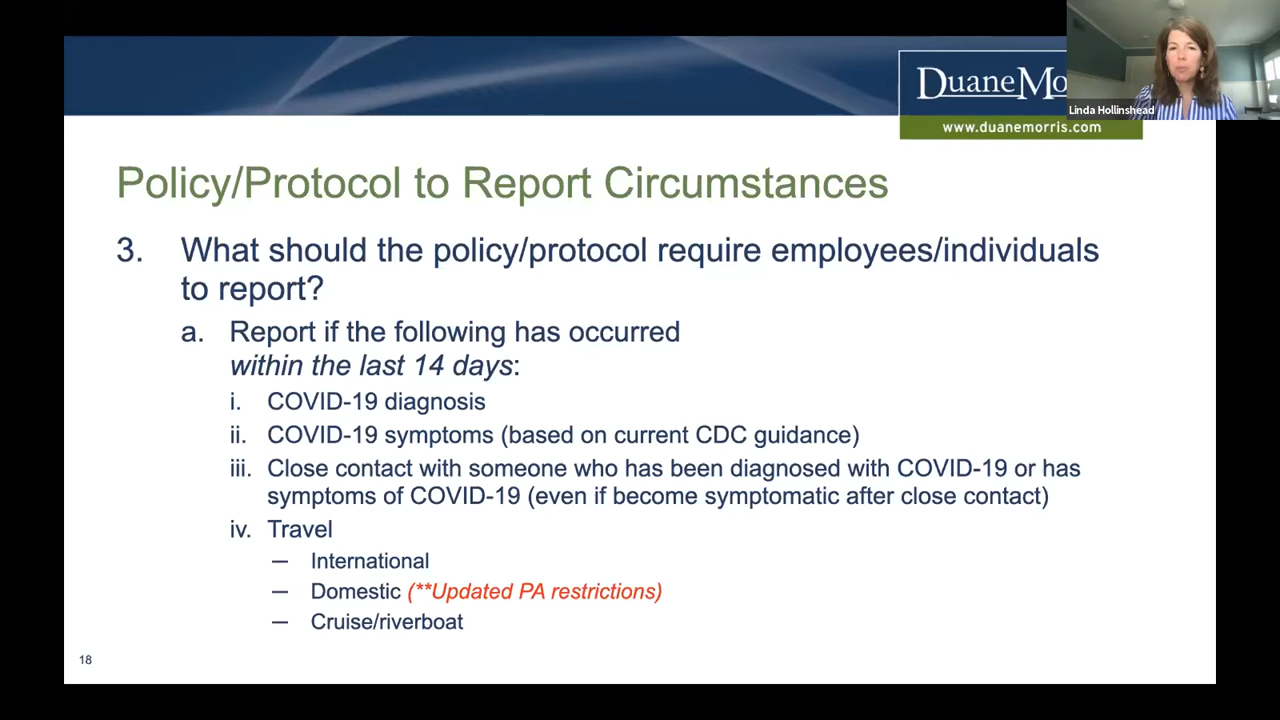 DuaneMo
Linda Hollinshead
www.duanemorris.com
Policy/Protocol to Report Circumstances
3. What should the policy/protocol require employees/individuals
to report?
a. Report if the following has occurred
within the last 14 days:
i. COVID-19 diagnosis
ii. COVID-19 symptoms (based on current CDC guidance)
iii. Close contact with someone who has been diagnosed with COVID-19 or has
symptoms of COVID-19 (even if become symptomatic after close contact)
iv. Travel
— International
— Domestic (**Updated PA restrictions)
— Cruise/riverboat
18